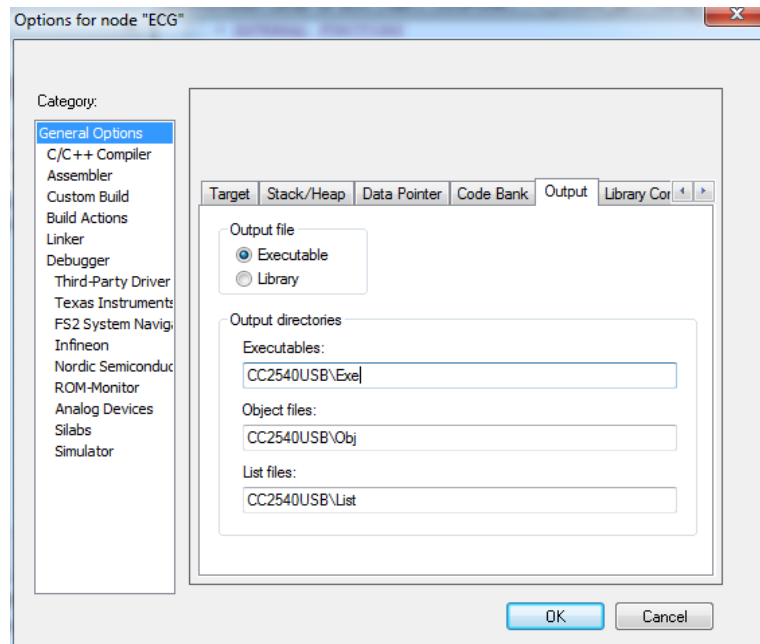 Options for node "ECG"
Category:
General Options
C/C++ Compiler
Assembler
Custom Build
Build Actions
Linker
Debugger
Third-Party Driver
Texas Instruments
FS2 System Naviga
Infineon
Nordic Semiconduc
ROM-Monitor
Analog Devices
Silabs
Simulator
Target Stack/Heap Data Pointer Code Bank Output Library Cor
Output file
Executable
Library
Output directories
Executables:
CC2540USB\Exe
Object files:
CC2540USB\Obj
List files:
CC2540USB\List
OK Cancel